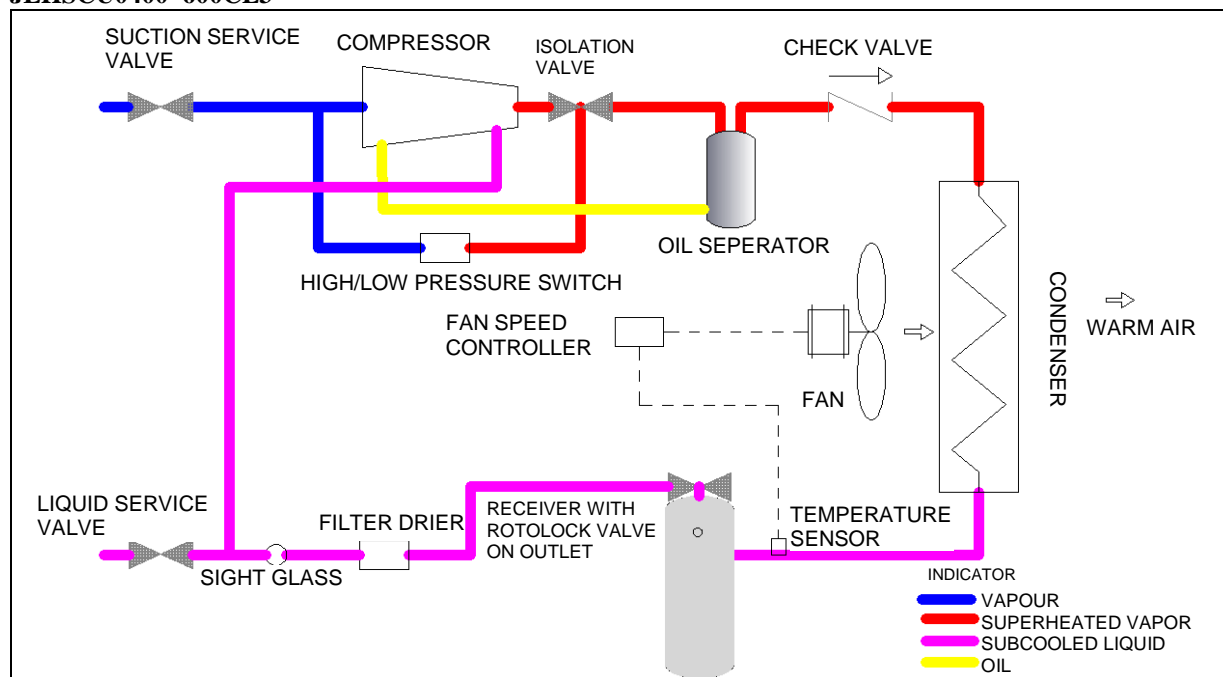 SUCTION SERVICE
VALVE
COMPRESSOR
ISOLATION
VALVE
CHECK VALVE
OIL SEPERATOR
HIGH/LOW PRESSURE SWITCH
FAN SPEED
CONTROLLER
FAN
CONDENSER
WARM AIR
LIQUID SERVICE
VALVE
FILTER DRIER
SIGHT GLASS
RECEIVER WITH
ROTOLOCK VALVE
ON OUTLET
TEMPERATURE
SENSOR
INDICATOR
VAPOUR
SUPERHEATED VAPOR
SUBCOOLED LIQUID
OIL